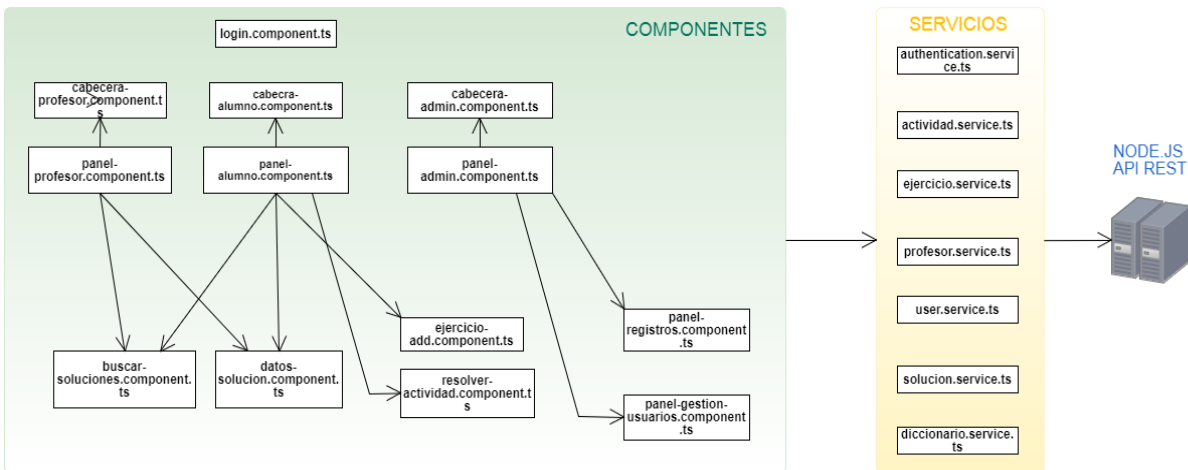 login.component.ts
COMPONENTES
cabecera-
profesor.component.t
s
cabecra-
alumno.component.ts
cabecera-
admin.component.ts
panel-
profesor.component.ts
panel-
alumno.component.ts
panel-
admin.component.ts
buscar-
soluciones.component.
ts
datos-
solucion.component.
ts
ejercicio-
add.component.ts
resolver-
actividad.component.t
s
panel-
registros.component
.ts
panel-gestion-
usuarios.component
.ts
SERVICIOS
authentication.servi
ce.ts
actividad.service.ts
ejercicio.service.ts
profesor.service.ts
user.service.ts
solucion.service.ts
diccionario.service.
ts
NODE.JS
API REST